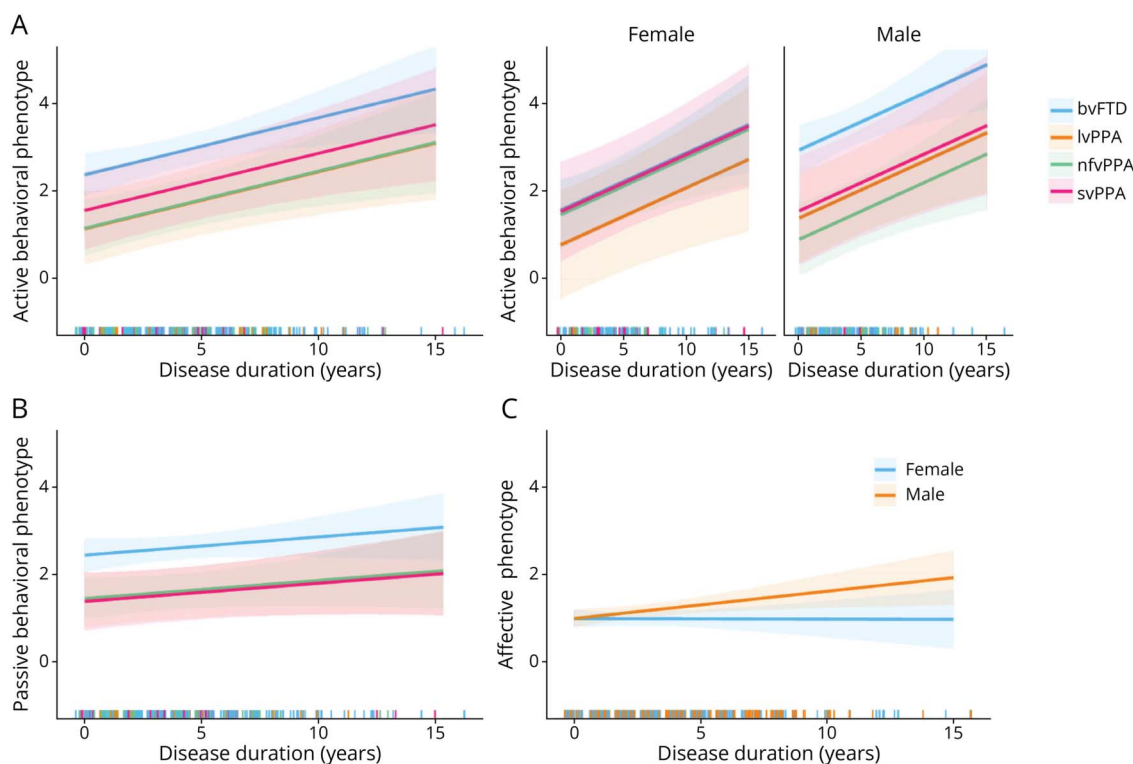 A
Active behavioral phenotype
4
2
0
0
5
10
15
Disease duration (years)
Female
Male
Active behavioral phenotype
4
2
0
0
5
10
15
Disease duration (years)
0
5
10
15
Disease duration (years)
bvFTD
lvPPA
nfvPPA
svPPA
B
Passive behavioral phenotype
4
2
0
0
5
10
15
Disease duration (years)
C
Affective phenotype
4
2
0
0
5
10
15
Disease duration (years)
Female
Male